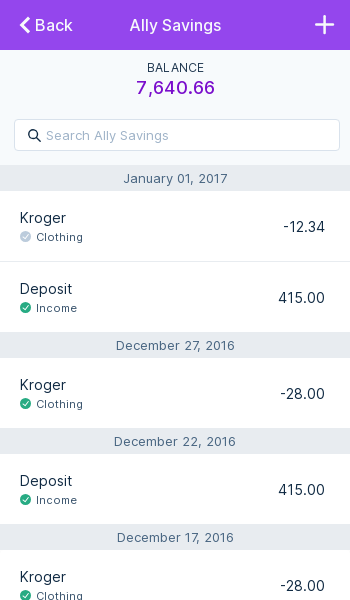 Back
Ally Savings
BALANCE
7,640.66
Search Ally Savings
January 01, 2017
Kroger
-12.34
Clothing
Deposit
415.00
Income
December 27, 2016
Kroger
-28.00
Clothing
December 22, 2016
Deposit
415.00
Income
December 17, 2016
Kroger
-28.00
Clothing